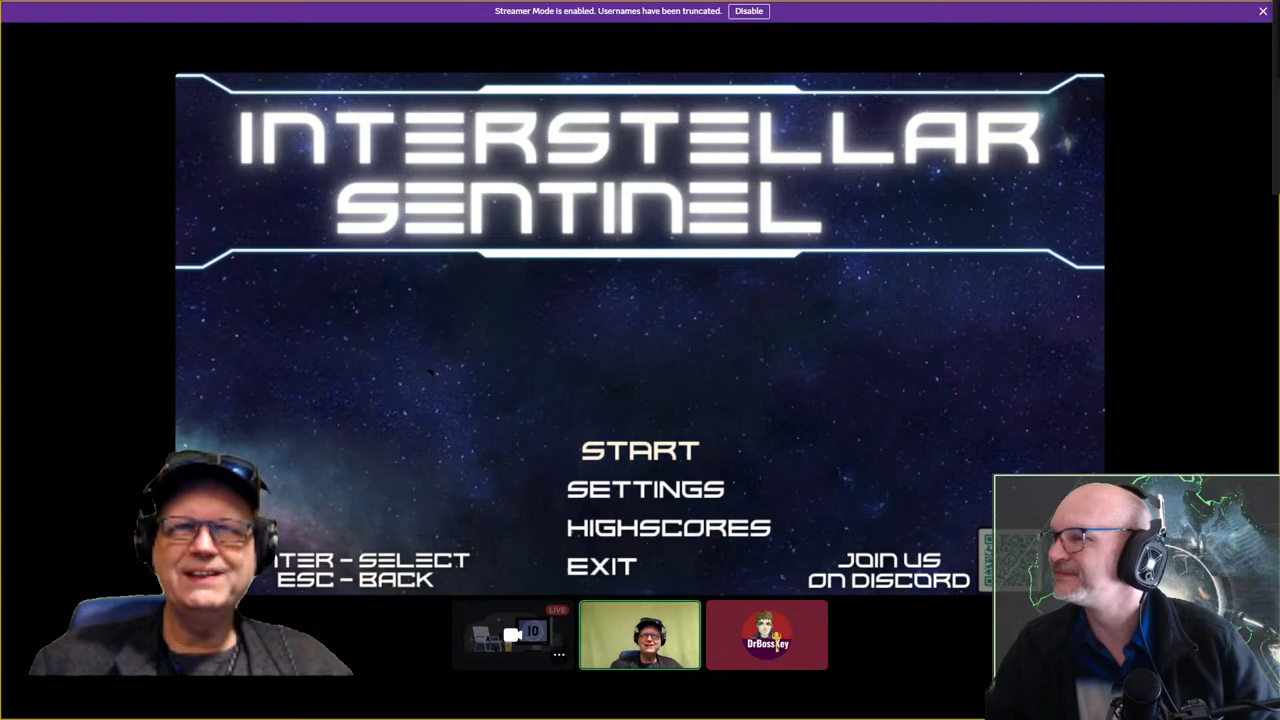 Streamer Mode is enabled. Usernames have been truncated. Disable
INTERSTELLAR
SENTINEL
START
SETTINGS
HIGHSCORES
EXIT
TER - SELECT
ESC - BACK
JOIN US
ON DISCORD
LIVE
10
DrBossKey